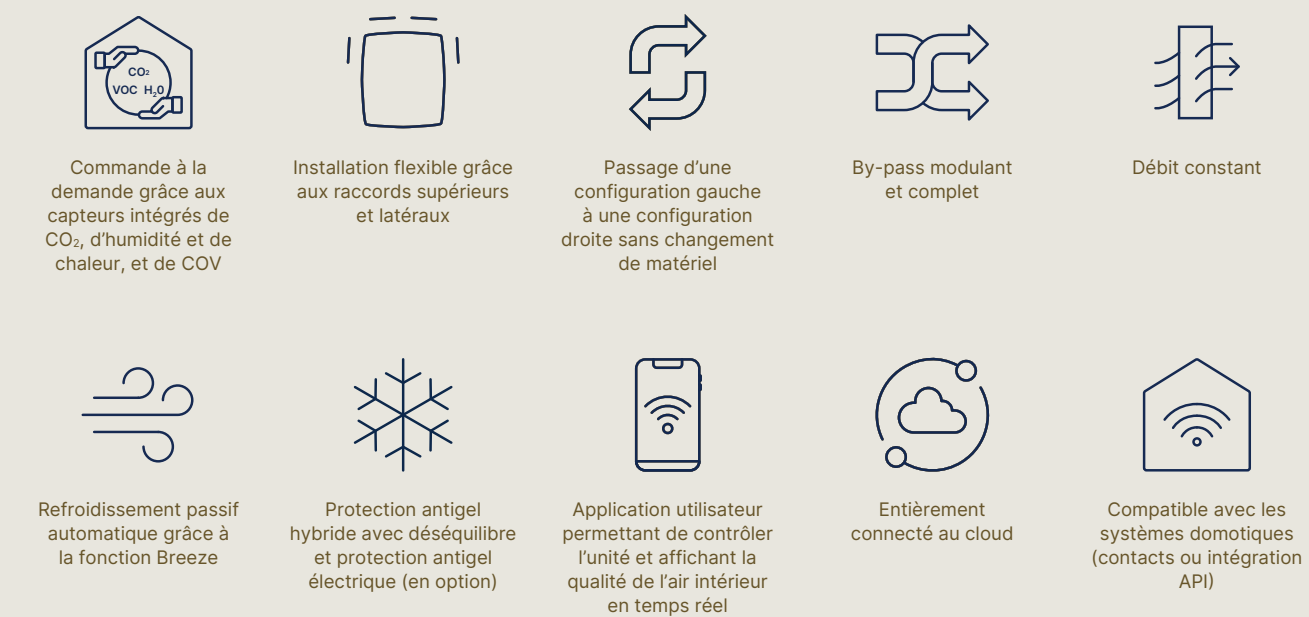 CO₂
VOC H₂0
Commande à la
demande grâce aux
capteurs intégrés de
CO₂, d’humidité et de
chaleur, et de COV
Installation flexible grâce
aux raccords supérieurs
et latéraux
Passage d’une
configuration gauche
à une configuration
droite sans changement
de matériel
By-pass modulant
et complet
Débit constant
Refroidissement passif
automatique grâce à
la fonction Breeze
Protection antigel
hybride avec déséquilibre
et protection antigel
électrique (en option)
Application utilisateur
permettant de contrôler
l’unité et affichant la
qualité de l’air intérieur
en temps réel
Entièrement
connecté au cloud
Compatible avec les
systèmes domotiques
(contacts ou intégration
API)